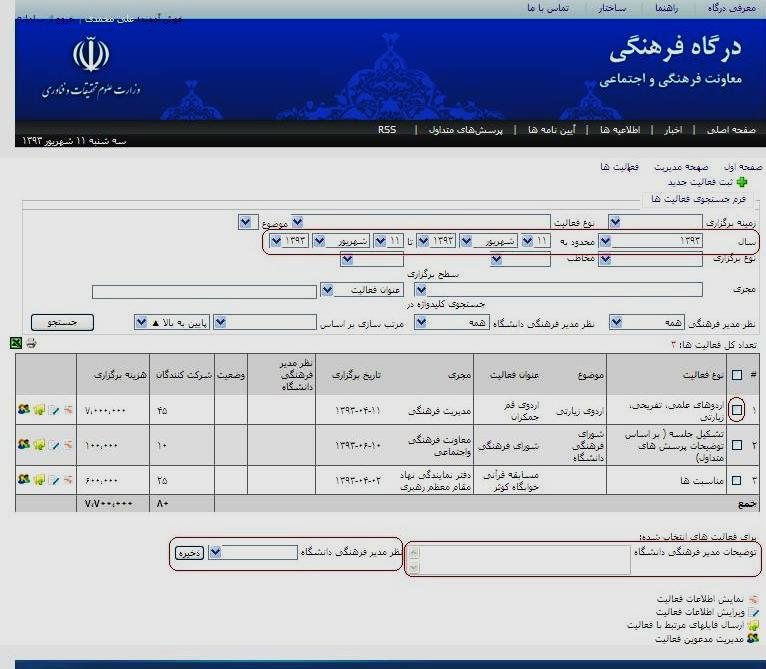 معرفی درگاه راهنما ساختار تماس با ما
خوش آمدید: علی محمدی | خروج از سامانه
درگاه فرهنگی
معاونت فرهنگی و اجتماعی
وزارت علوم تحقیقات و فناوری
صفحه اصلی | اخبار | اطلاعیه ها | آیین نامه ها | پرسش‌های متداول | RSS
سه شنبه ۱۱ شهریور ۱۳۹۳
صفحه اول صفحه مدیریت فعالیت ها
ثبت فعالیت جدید
فرم جستجوی فعالیت ها
زمینه برگزاری نوع فعالیت موضوع
سال ۱۳۹۳ محدود به ۱۱ شهریور ۱۳۹۳ تا ۱۱ شهریور ۱۳۹۳
نوع برگزاری مخاطب
سطح برگزاری
مجری عنوان فعالیت
جستجوی کلیدواژه در
نظر مدیر فرهنگی همه نظر مدیر فرهنگی دانشگاه همه مرتب سازی بر اساس پایین به بالا ▲ جستجو
تعداد کل فعالیت ها: ۳
# نوع فعالیت موضوع عنوان فعالیت مجری تاریخ برگزاری نظر مدیر فرهنگی دانشگاه وضعیت شرکت کنندگان هزینه برگزاری
۱ اردوهای علمی، تفریحی، زیارتی اردوی زیارتی اردوی قم جمکران مدیریت فرهنگی ۱۳۹۳-۰۴-۱۱ ۴۵ ۷,۰۰۰,۰۰۰
۲ تشکیل جلسه ( بر اساس توضیحات پرسش های متداول) شورای فرهنگی دانشگاه شورای فرهنگی معاونت فرهنگی واجتماعی ۱۳۹۳-۰۶-۱۰ ۱۰ ۱۰۰,۰۰۰
۳ مناسبت ها مسابقه قرآنی خوابگاه کوثر دفتر نمایندگی نهاد مقام معظم رهبری ۱۳۹۳-۰۴-۰۲ ۲۵ ۶۰۰,۰۰۰
جمع ۸۰ ۷,۷۰۰,۰۰۰
برای فعالیت های انتخاب شده:
توضیحات مدیر فرهنگی دانشگاه نظر مدیر فرهنگی دانشگاه ذخیره
نمایش اطلاعات فعالیت
ویرایش اطلاعات فعالیت
ارسال فایلهای مرتبط با فعالیت
مدیریت مدعوین فعالیت